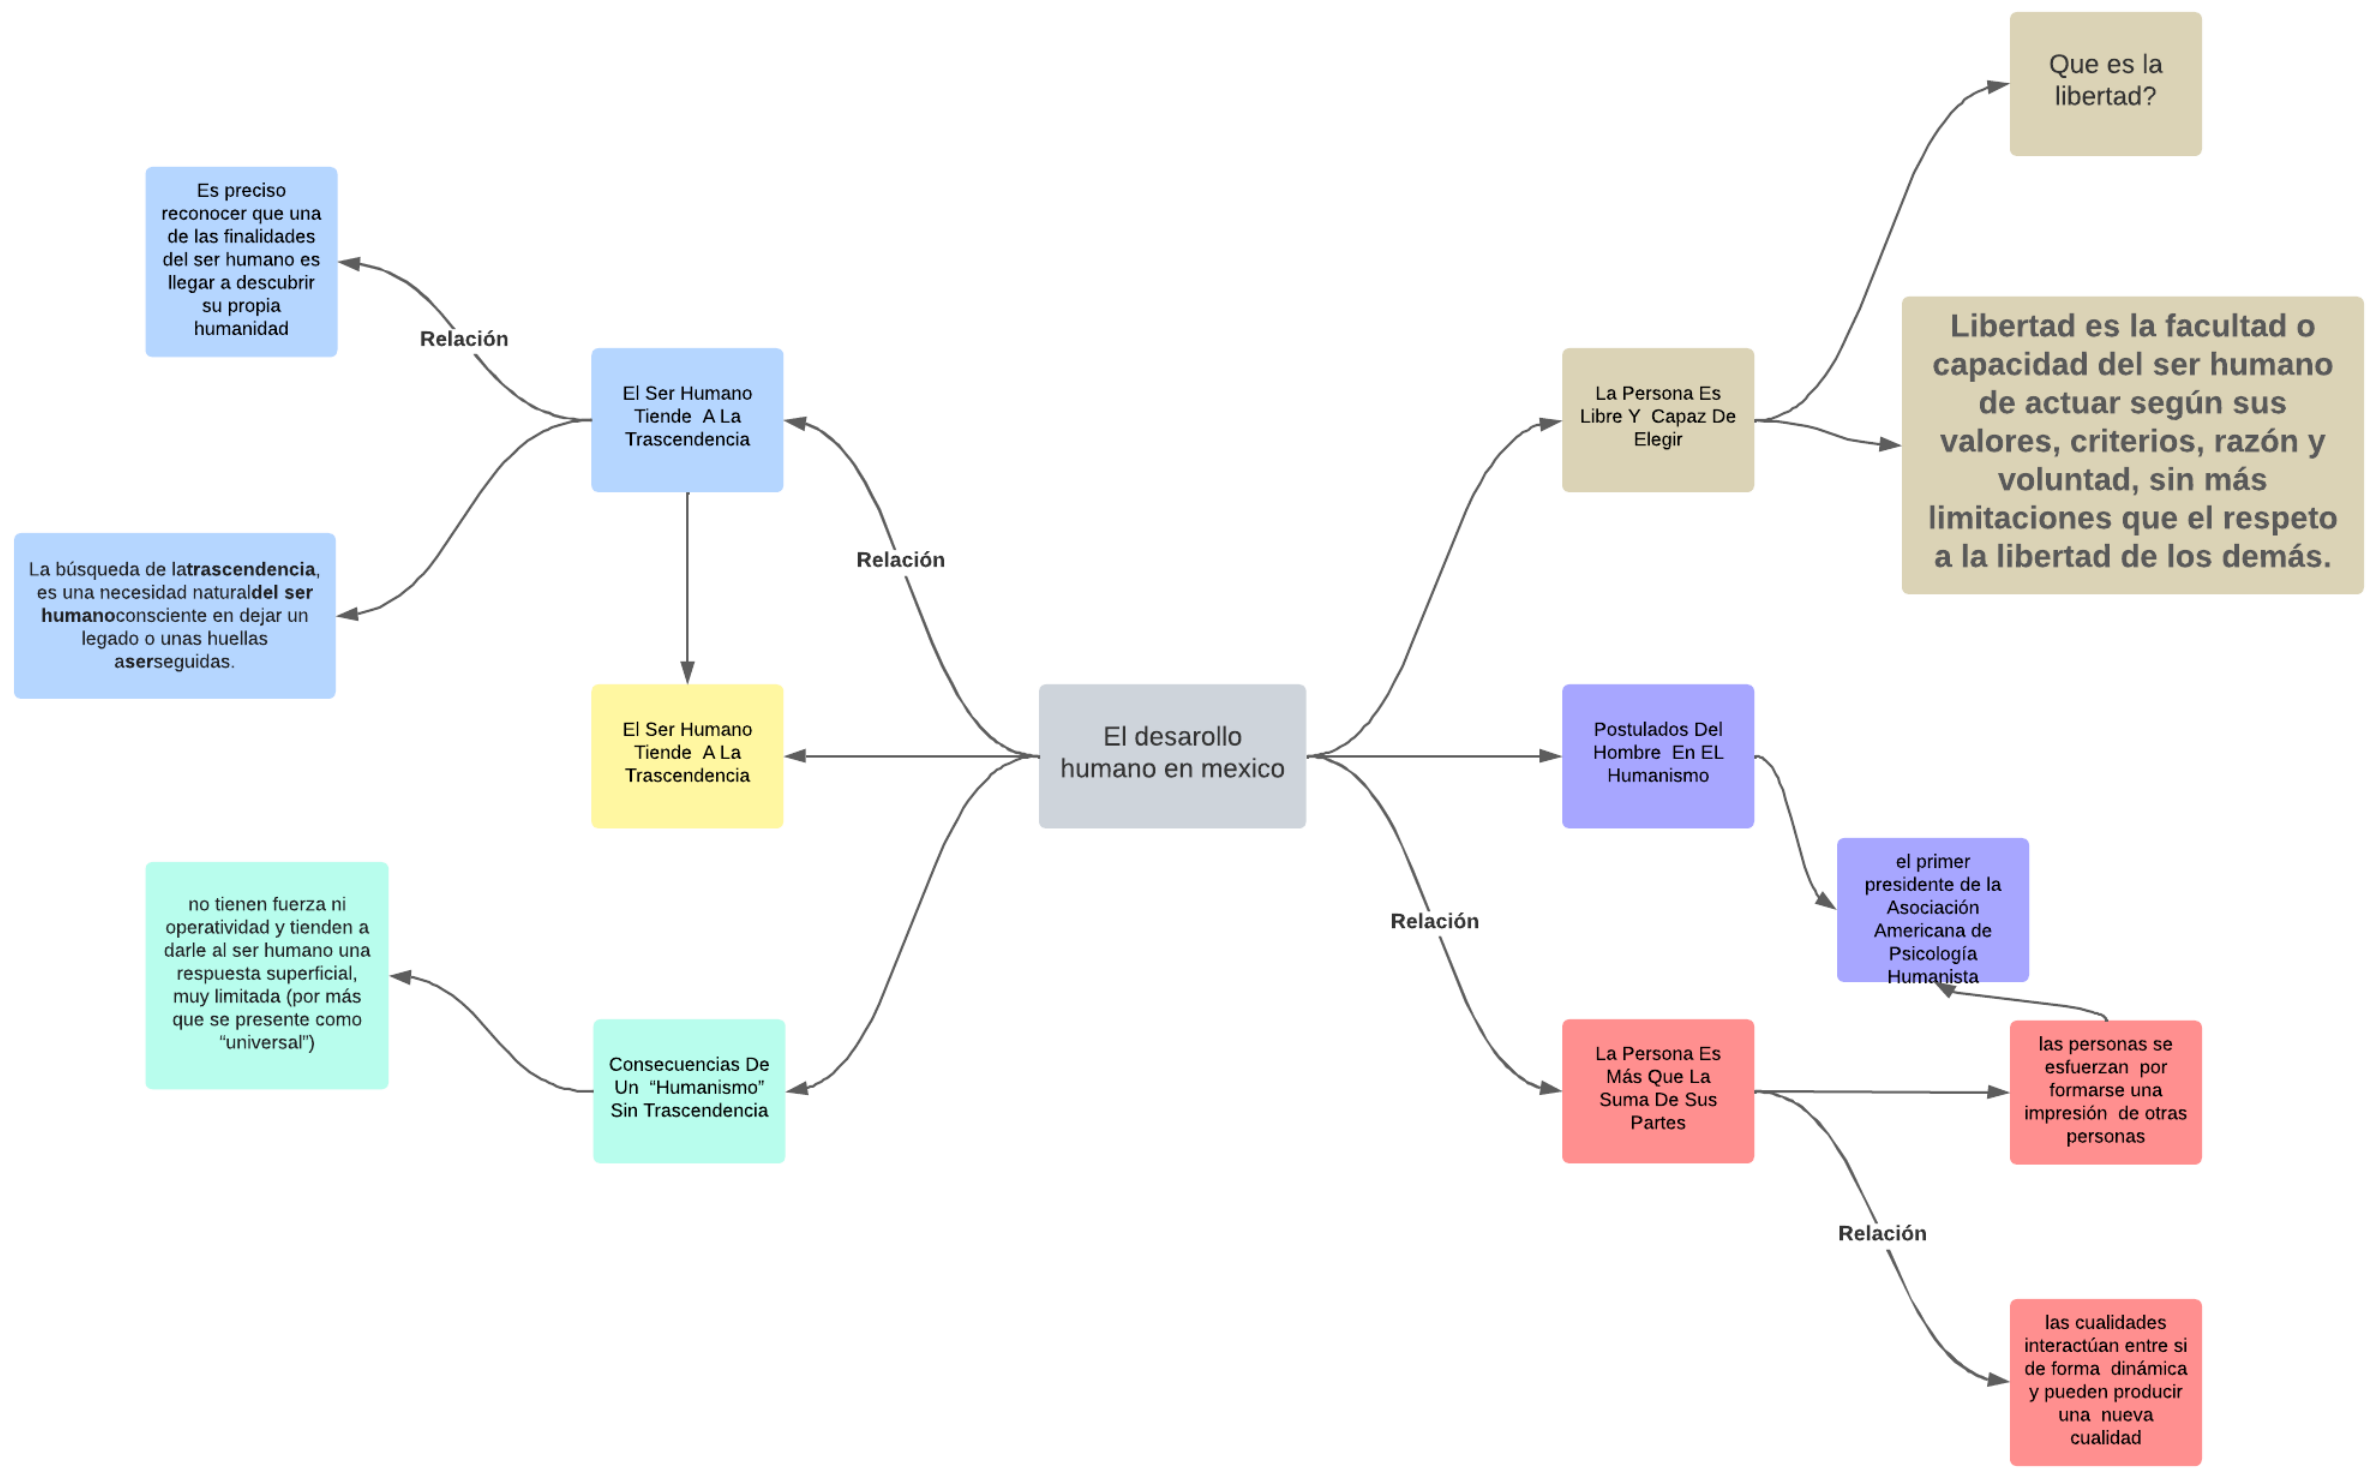 Que es la
libertad?
Es preciso
reconocer que una
de las finalidades
del ser humano es
llegar a descubrir
su propia
humanidad
Relación
El Ser Humano
Tiende  A La
Trascendencia
La búsqueda de latrascendencia,
es una necesidad naturaldel ser
humanoconsciente en dejar un
legado o unas huellas
aserseguidas.
Relación
La Persona Es
Libre Y  Capaz De
Elegir
Libertad es la facultad o
capacidad del ser humano
de actuar según sus
valores, criterios, razón y
voluntad, sin más
limitaciones que el respeto
a la libertad de los demás.
El Ser Humano
Tiende  A La
Trascendencia
El desarollo
humano en mexico
Postulados Del
Hombre  En EL
Humanismo
el primer
presidente de la
Asociación
Americana de
Psicología
Humanista
no tienen fuerza ni
operatividad y tienden a
darle al ser humano una
respuesta superficial,
muy limitada (por más
que se presente como
“universal”)
Consecuencias De
Un  “Humanismo”
Sin Trascendencia
Relación
La Persona Es
Más Que La
Suma De Sus
Partes
las personas se
esfuerzan  por
formarse una
impresión  de otras
personas
Relación
las cualidades
interactúan entre si
de forma  dinámica
y pueden producir
una  nueva
cualidad